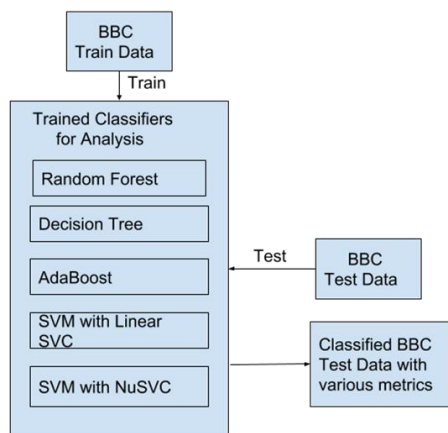 BBC
Train Data
Train
Trained Classifiers
for Analysis
Random Forest
Decision Tree
AdaBoost
SVM with Linear
SVC
SVM with NuSVC
Test
BBC
Test Data
Classified BBC
Test Data with
various metrics